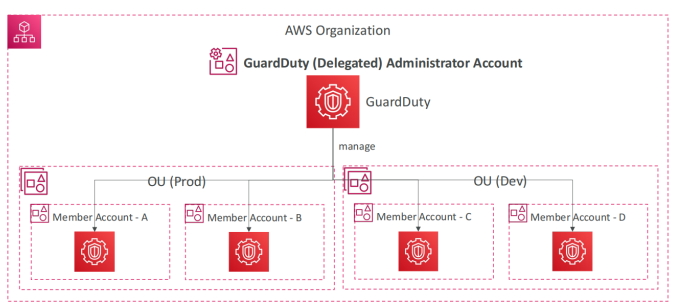 AWS Organization
GuardDuty (Delegated) Administrator Account
GuardDuty
manage
OU (Prod)
OU (Dev)
Member Account - A
Member Account - B
Member Account - C
Member Account - D